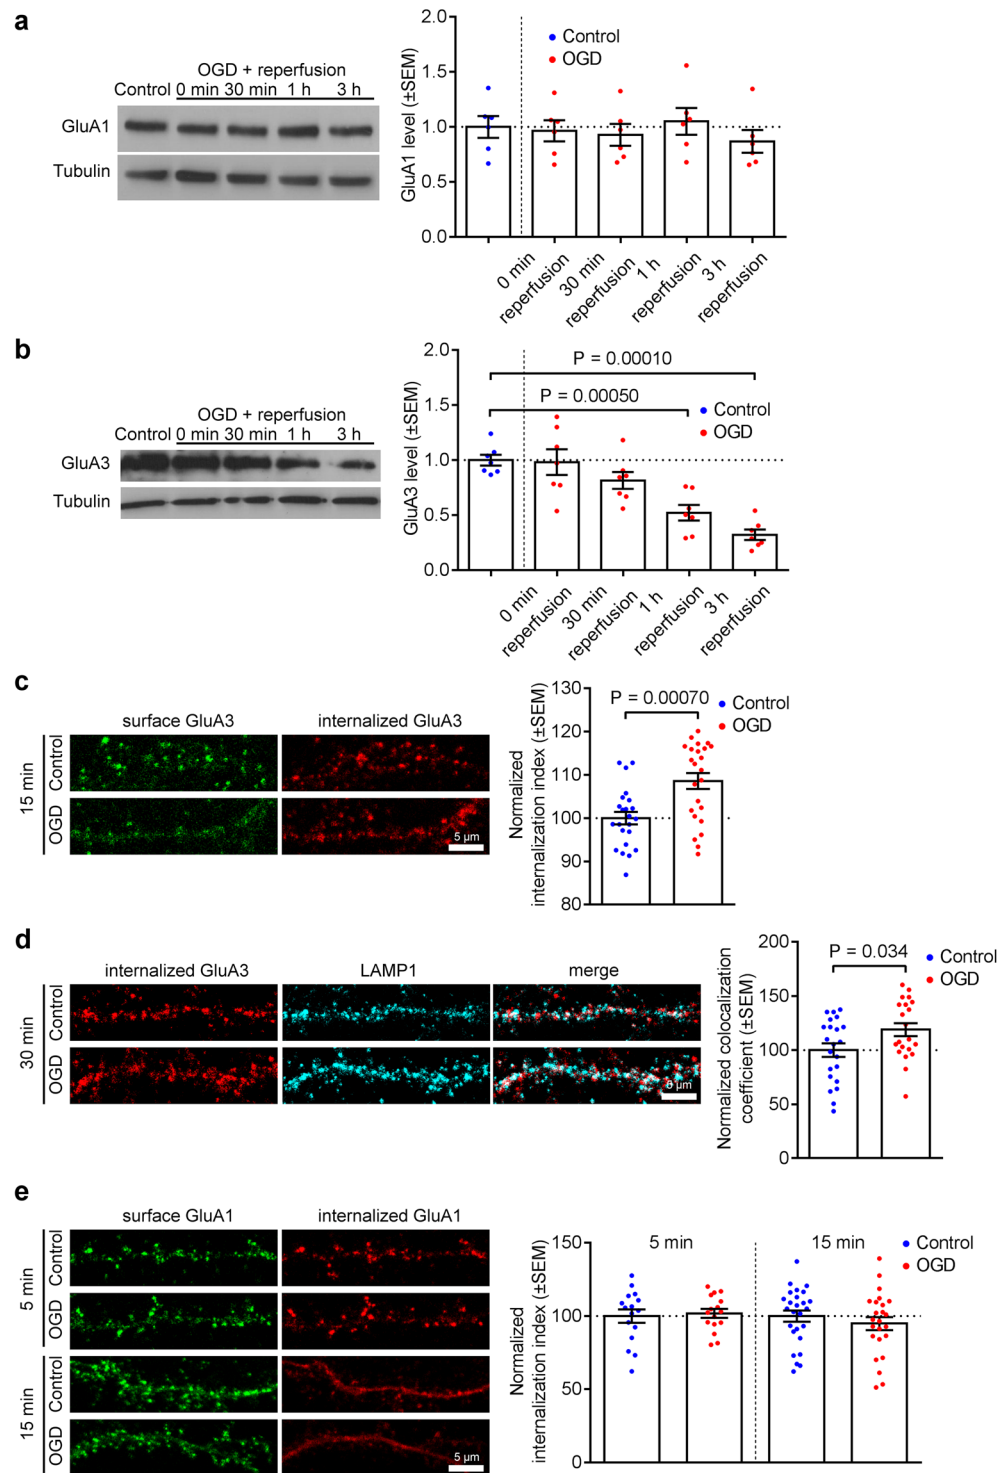 a
OGD + reperfusion
Control 0 min 30 min 1 h 3 h
GluA1
Tubulin
GluA1 level (±SEM)
2.0
1.5
1.0
0.5
0.0
Control
OGD
0 min reperfusion
30 min reperfusion
1 h reperfusion
3 h reperfusion
b
OGD + reperfusion
Control 0 min 30 min 1 h 3 h
GluA3
Tubulin
GluA3 level (±SEM)
2.0
1.5
1.0
0.5
0.0
P = 0.00010
P = 0.00050
Control
OGD
0 min reperfusion
30 min reperfusion
1 h reperfusion
3 h reperfusion
c
surface GluA3 internalized GluA3
15 min
Control
OGD
5 µm
Normalized
internalization index (±SEM)
130
120
110
100
90
80
P = 0.00070
Control
OGD
d
internalized GluA3 LAMP1 merge
30 min
Control
OGD
5 µm
Normalized colocalization
coefficient (±SEM)
200
150
100
50
0
P = 0.034
Control
OGD
e
surface GluA1 internalized GluA1
5 min
Control
OGD
15 min
Control
OGD
5 µm
Normalized
internalization index (±SEM)
150
100
50
0
5 min 15 min
Control
OGD